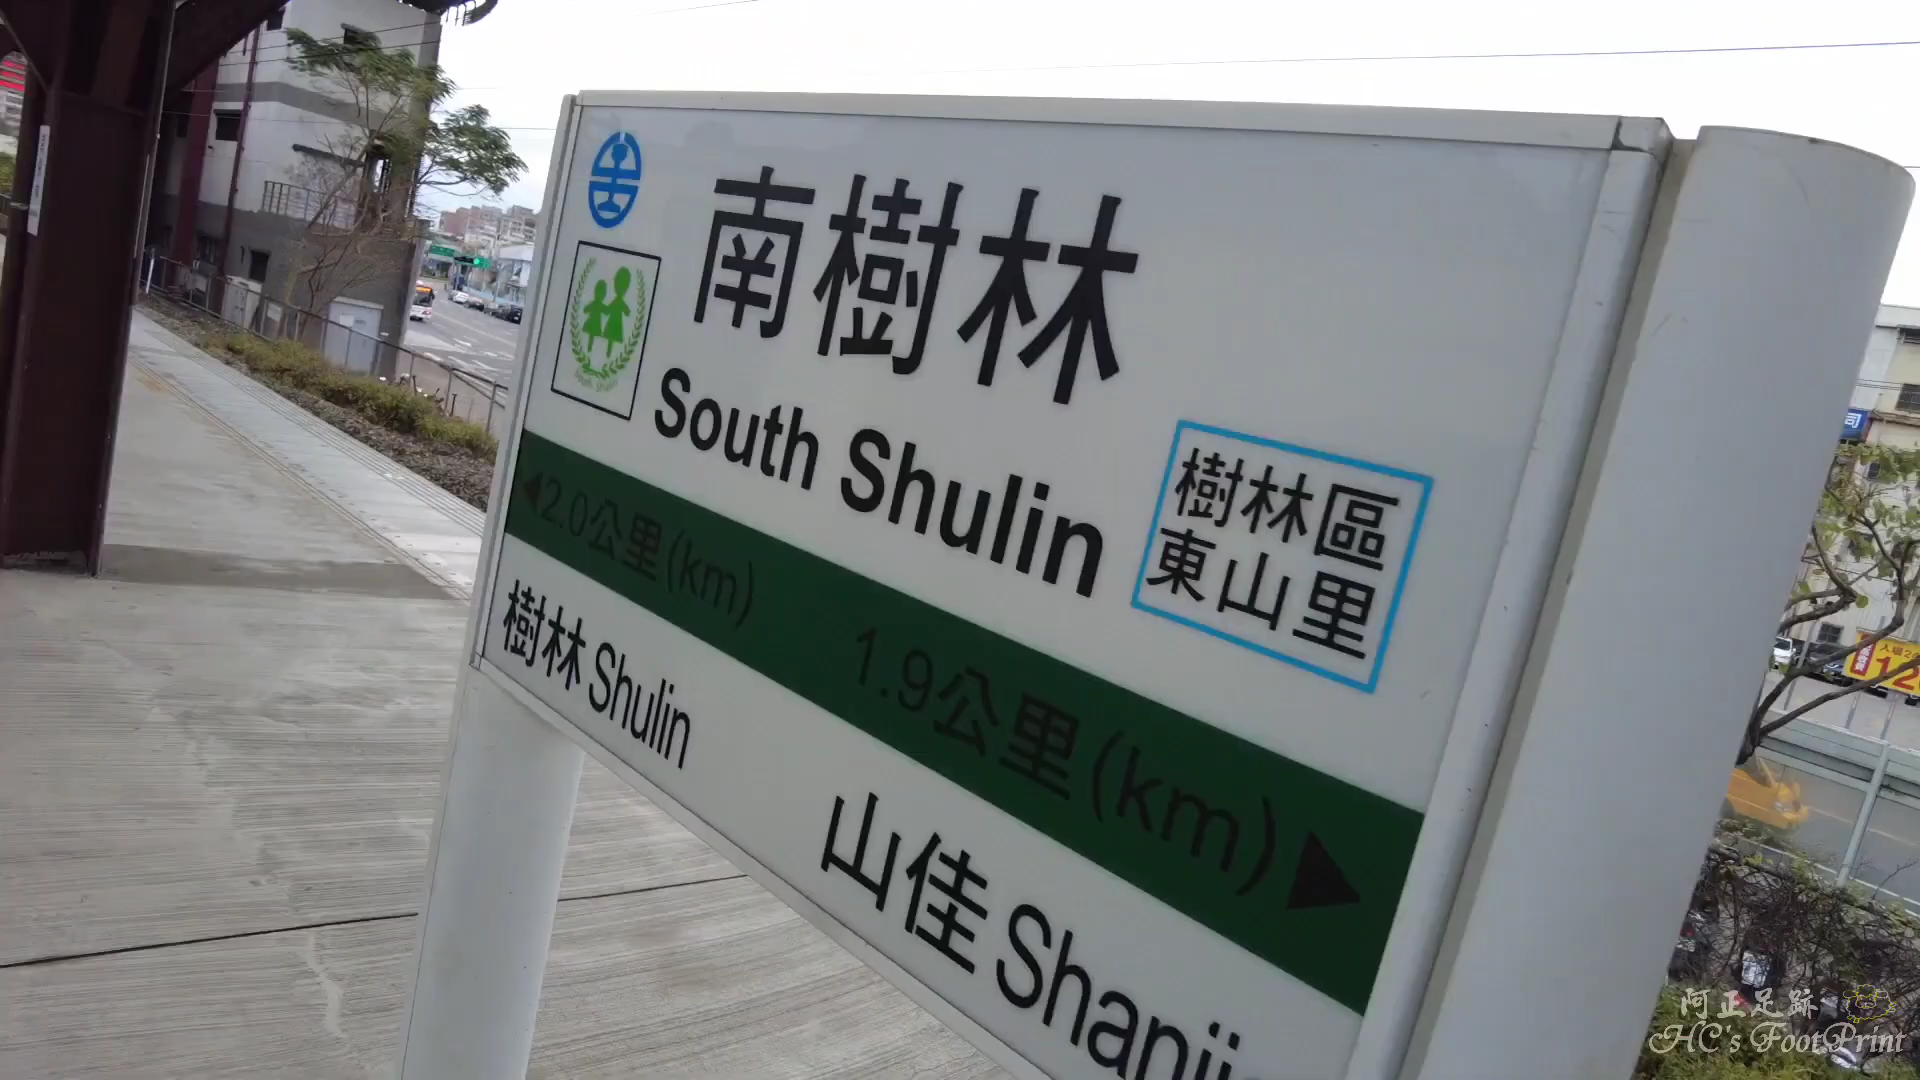 南樹林
South Shulin
樹林區
東山里
2.0公里(km)
1.9公里(km)
樹林 Shulin
山佳 Shanji
司
阿正足跡
HC's FootPrint